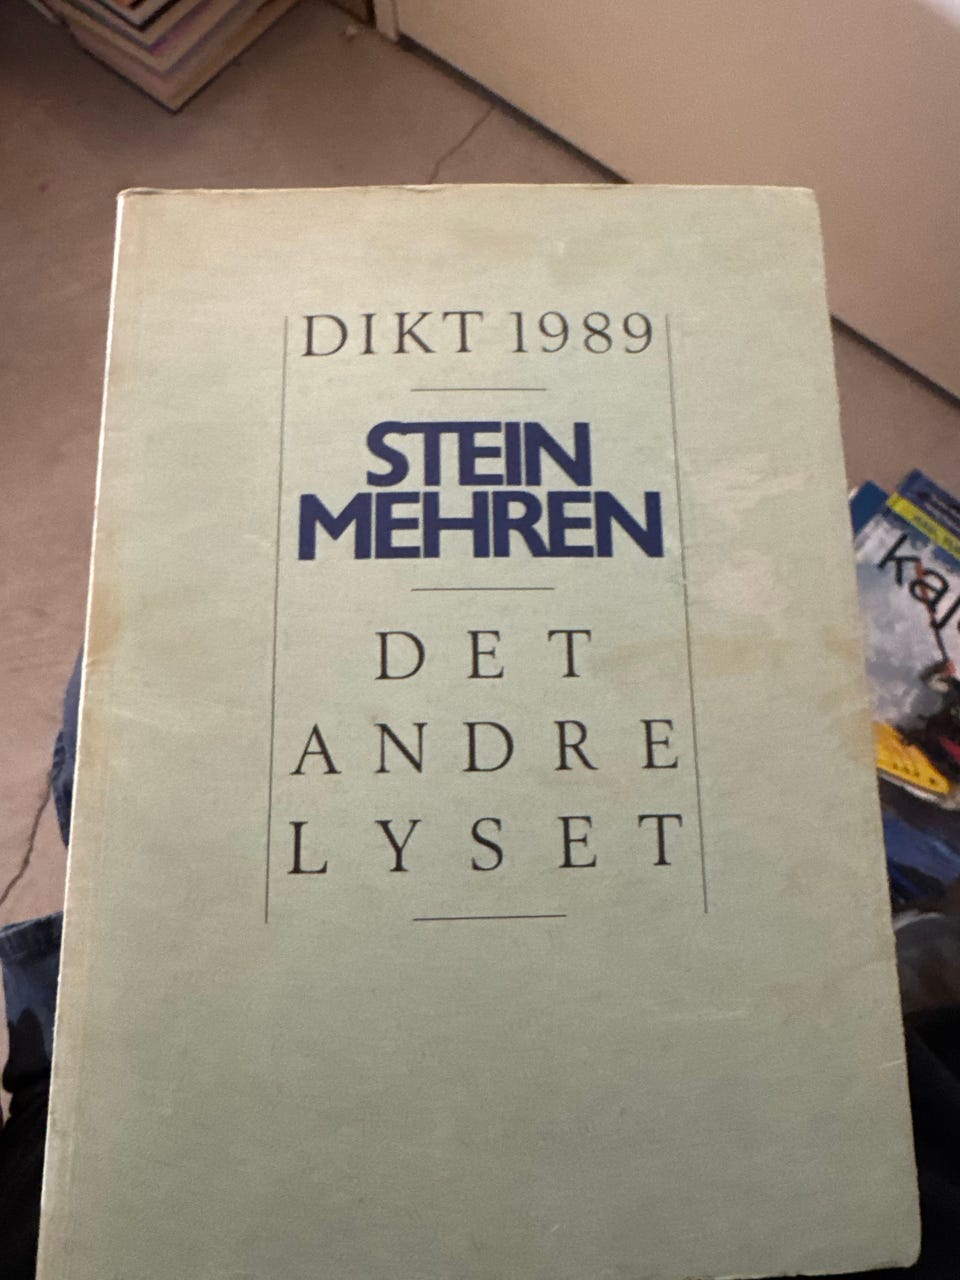 DIKT 1989
STEIN
MEHREN
DET
ANDRE
LYSET